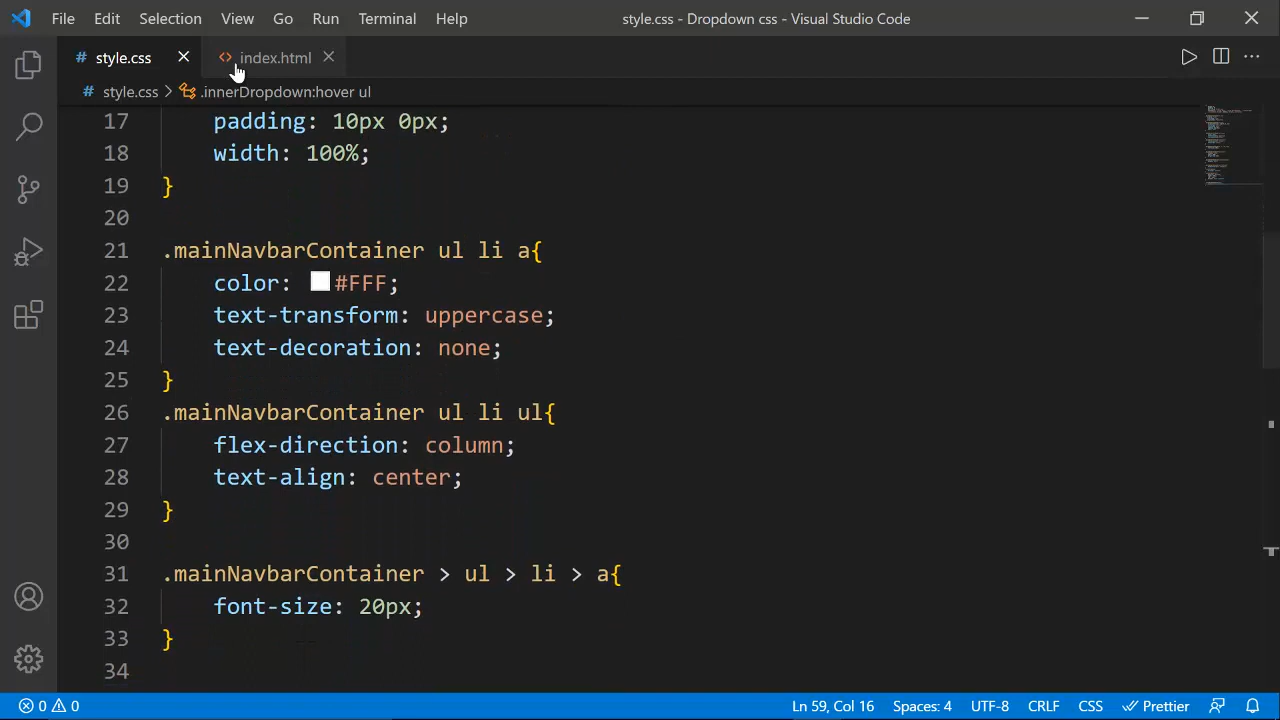 File Edit Selection View Go Run Terminal Help style.css - Dropdown css - Visual Studio Code
# style.css index.html
# style.css > .innerDropdown:hover ul
17 padding: 10px 0px;
18 width: 100%;
19 }
20
21 .mainNavbarContainer ul li a{
22 color: #FFF;
23 text-transform: uppercase;
24 text-decoration: none;
25 }
26 .mainNavbarContainer ul li ul{
27 flex-direction: column;
28 text-align: center;
29 }
30
31 .mainNavbarContainer > ul > li > a{
32 font-size: 20px;
33 }
34
0 0 Ln 59, Col 16 Spaces: 4 UTF-8 CRLF CSS Prettier